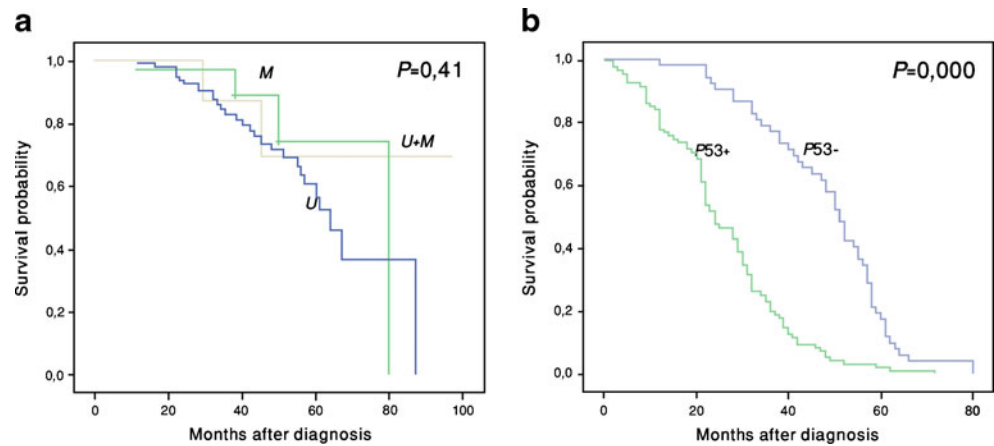 a
Survival probability
1,0
0,8
0,6
0,4
0,2
0,0
M
P=0,41
U+M
U
0 20 40 60 80 100
Months after diagnosis
b
Survival probability
1,0
0,8
0,6
0,4
0,2
0,0
P=0,000
P53+ P53-
0 20 40 60 80
Months after diagnosis